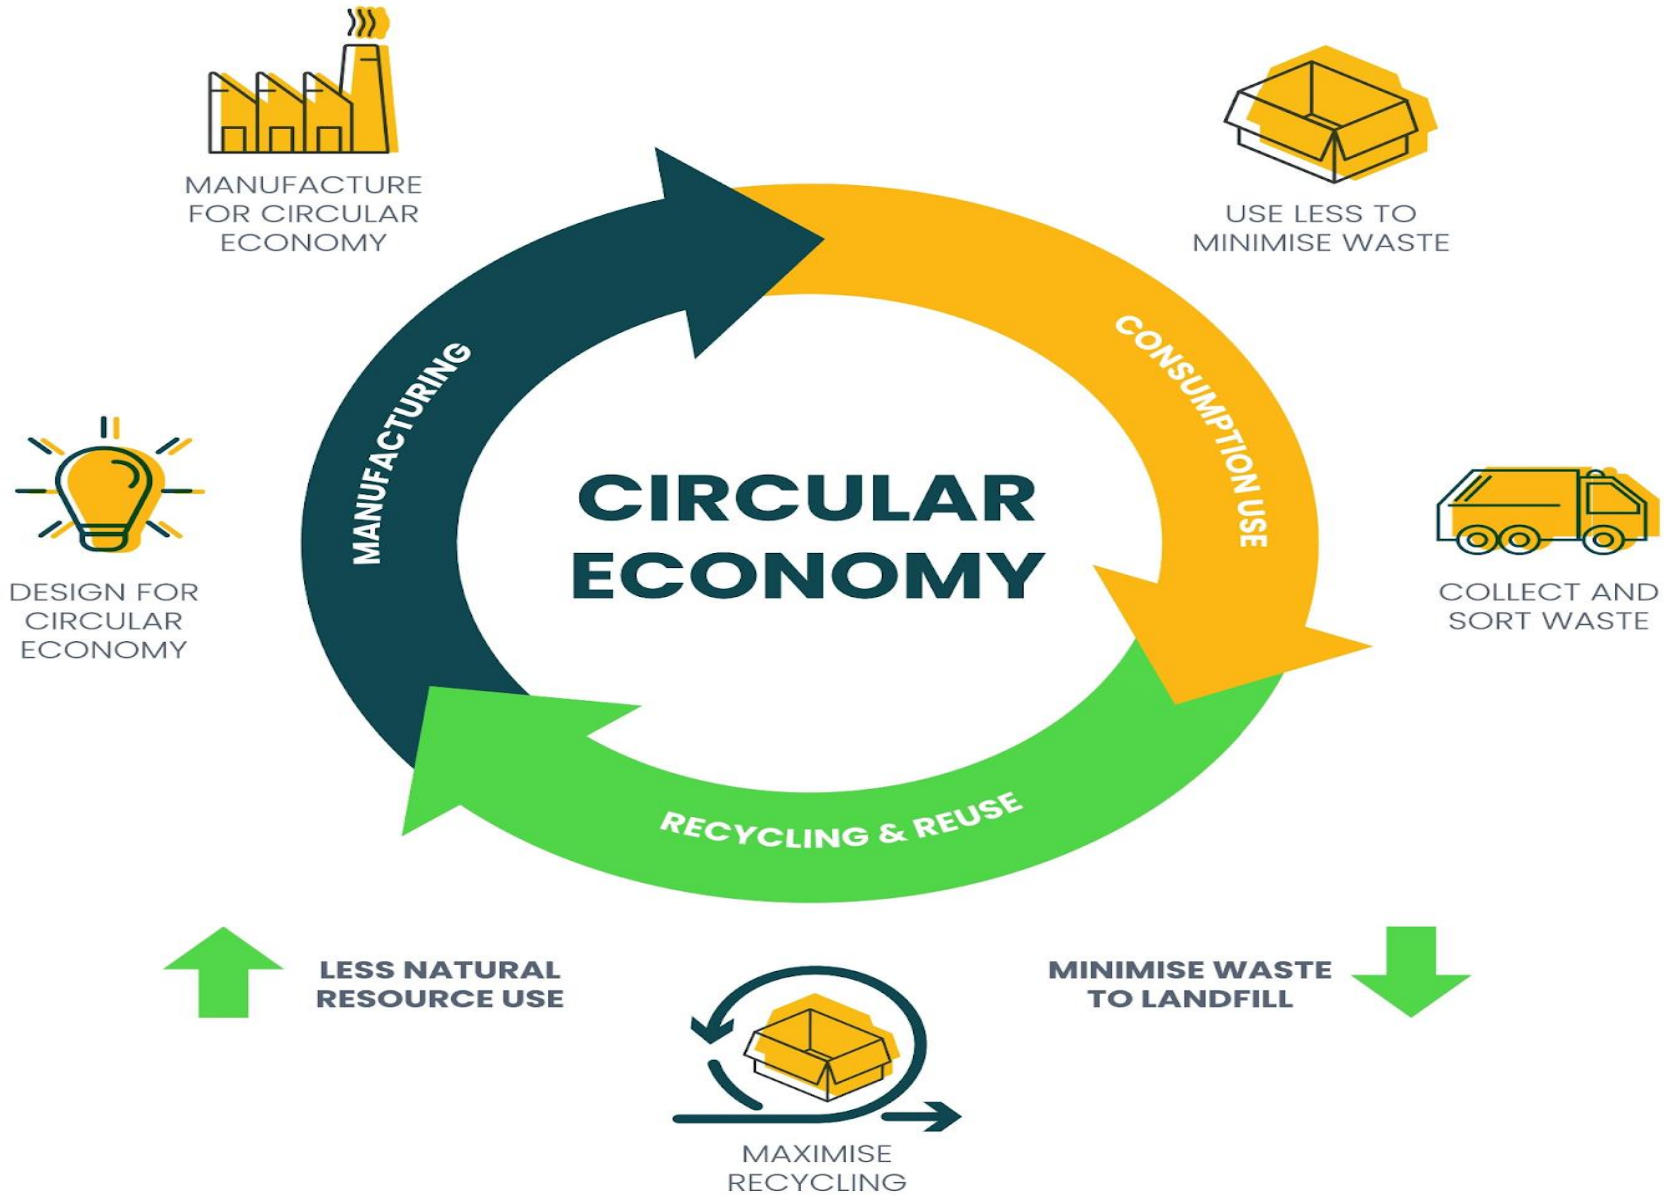 MANUFACTURE
FOR CIRCULAR
ECONOMY
USE LESS TO
MINIMISE WASTE
MANUFACTURING
CONSUMPTION USE
CIRCULAR
ECONOMY
DESIGN FOR
CIRCULAR
ECONOMY
COLLECT AND
SORT WASTE
RECYCLING & REUSE
LESS NATURAL
RESOURCE USE
MINIMISE WASTE
TO LANDFILL
MAXIMISE
RECYCLING